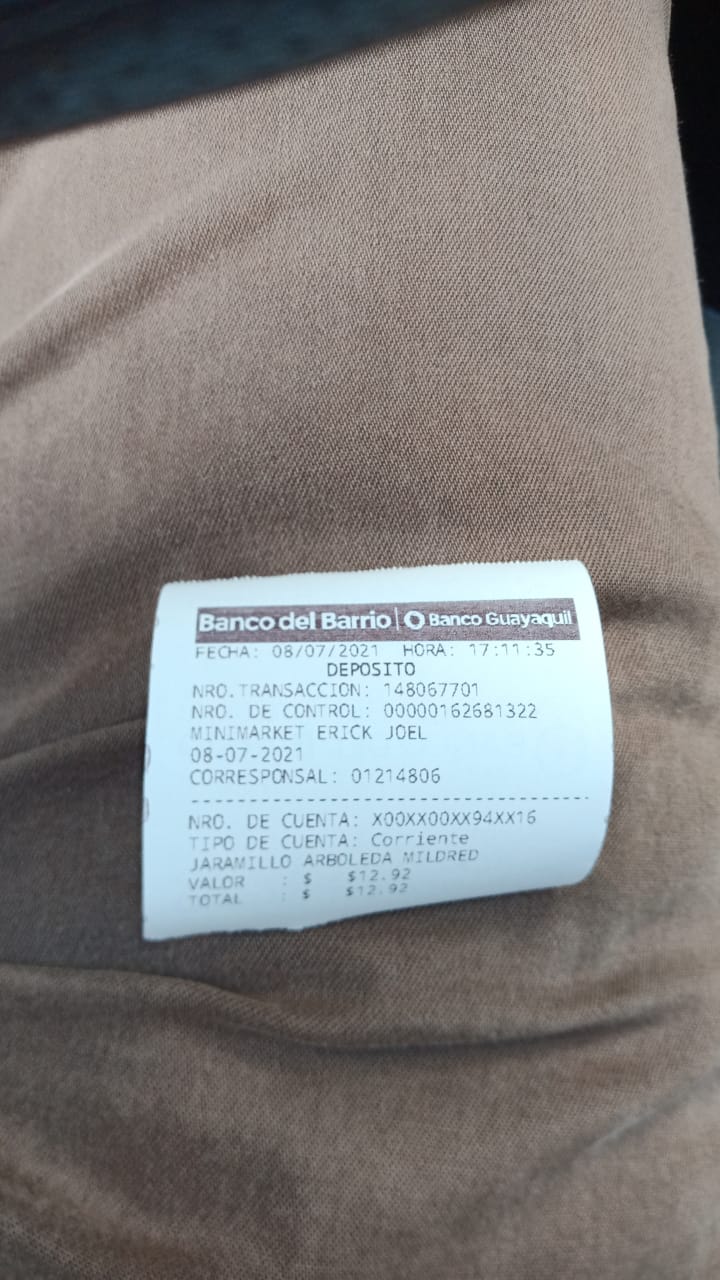 Banco del Barrio | Banco Guayaquil
FECHA: 08/07/2021 HORA: 17:11:35
DEPOSITO
NRO.TRANSACCION: 148067701
NRO. DE CONTROL: 00000162681322
MINIMARKET ERICK JOEL
08-07-2021
CORRESPONSAL: 01214806
--------------------------------
NRO. DE CUENTA: X00XX00XX94XX16
TIPO DE CUENTA: Corriente
JARAMILLO ARBOLEDA MILDRED
VALOR : $ $12.92
TOTAL : $ $12.92